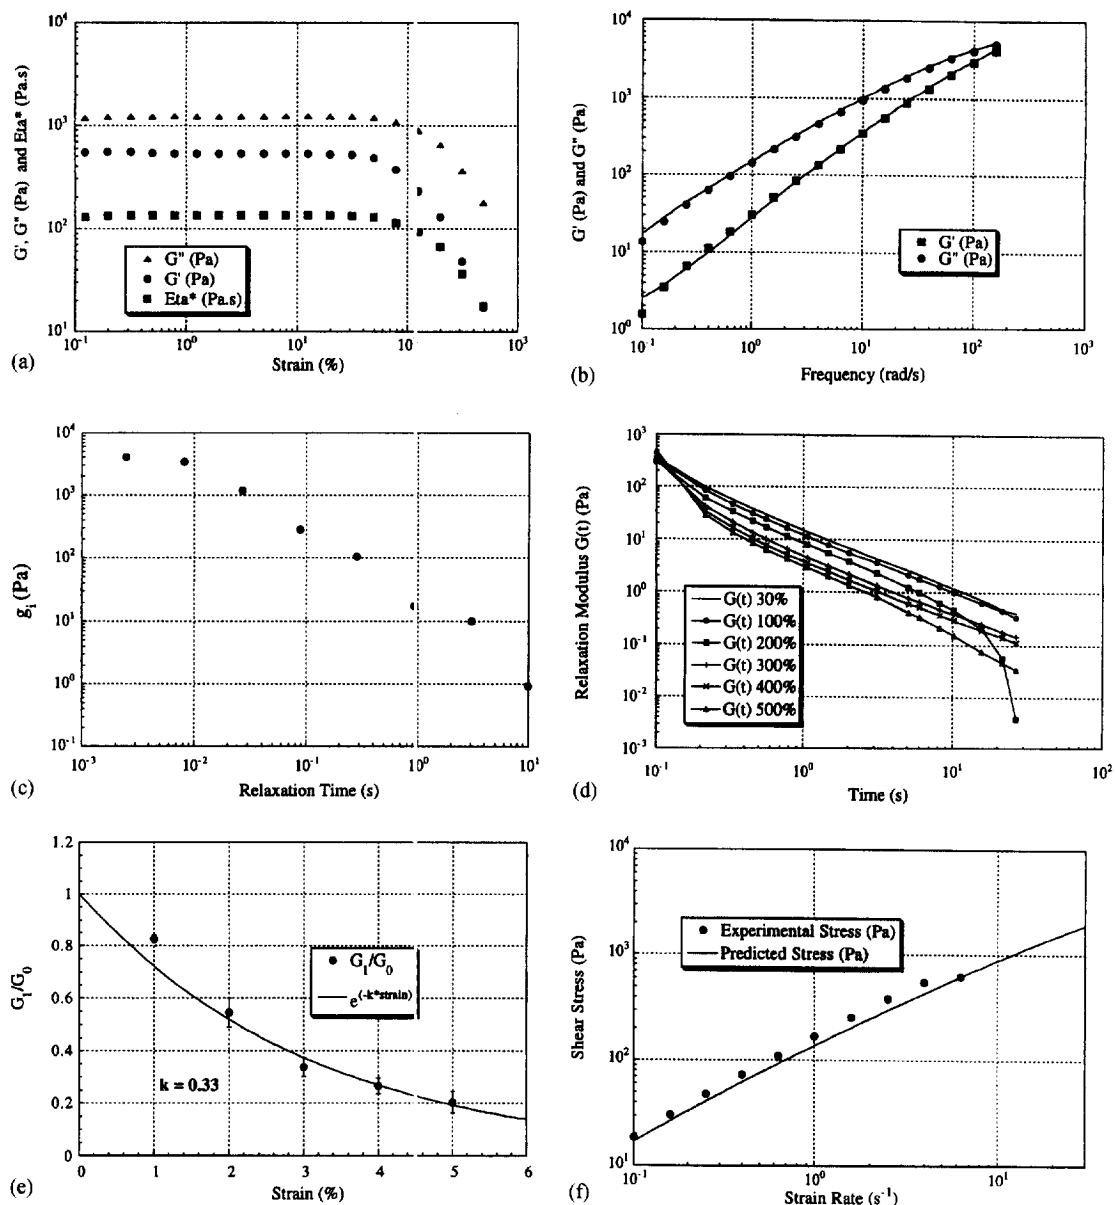 10⁴
10³
10²
10¹
G', G" (Pa) and Eta* (Pa.s)
G" (Pa)
G' (Pa)
Eta* (Pa.s)
10⁻¹ 10⁰ 10¹ 10² 10³
Strain (%)
(a)
10⁴
10³
10²
10¹
10⁰
G' (Pa) and G" (Pa)
G' (Pa)
G" (Pa)
10⁻¹ 10⁰ 10¹ 10² 10³
Frequency (rad/s)
(b)
10⁴
10³
10²
10¹
10⁰
10⁻¹
gᵢ (Pa)
10⁻³ 10⁻² 10⁻¹ 10⁰ 10¹
Relaxation Time (s)
(c)
10³
10²
10¹
10⁰
10⁻¹
10⁻²
10⁻³
Relaxation Modulus G(t) (Pa)
G(t) 30%
G(t) 100%
G(t) 200%
G(t) 300%
G(t) 400%
G(t) 500%
10⁻¹ 10⁰ 10¹ 10²
Time (s)
(d)
1.2
1
0.8
0.6
0.4
0.2
0
G₁/G₀
G₁/G₀
e^(-k*strain)
k = 0.33
0 1 2 3 4 5 6
Strain (%)
(e)
10⁴
10³
10²
10¹
Shear Stress (Pa)
Experimental Stress (Pa)
Predicted Stress (Pa)
10⁻¹ 10⁰ 10¹
Strain Rate (s⁻¹)
(f)